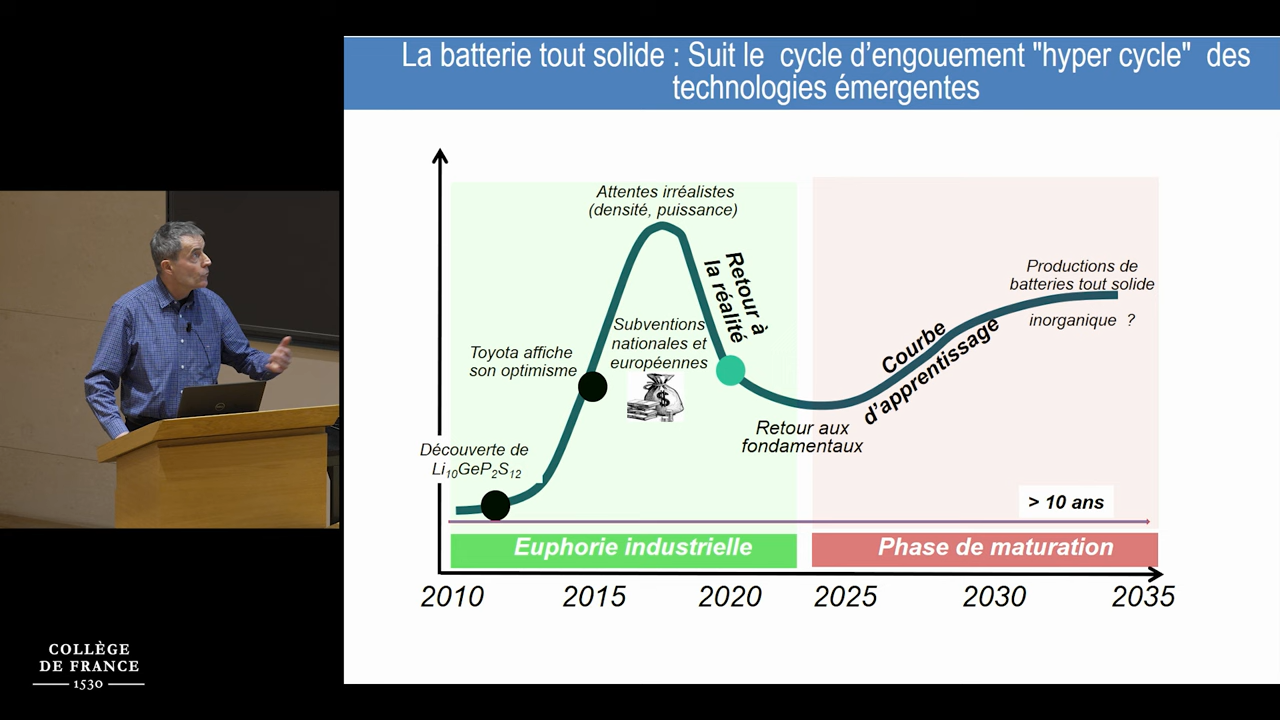 La batterie tout solide : Suit le  cycle d’engouement "hyper cycle"  des
technologies émergentes
Attentes irréalistes
(densité, puissance)
Retour à
la réalité
Productions de
batteries tout solide
inorganique  ?
Subventions
nationales et
européennes
Toyota affiche
son optimisme
$
Courbe
d’apprentissage
Retour aux
fondamentaux
Découverte de
Li10GeP2S12
> 10 ans
Euphorie industrielle
Phase de maturation
2010
2015
2020
2025
2030
2035
COLLÈGE
DE FRANCE
1530